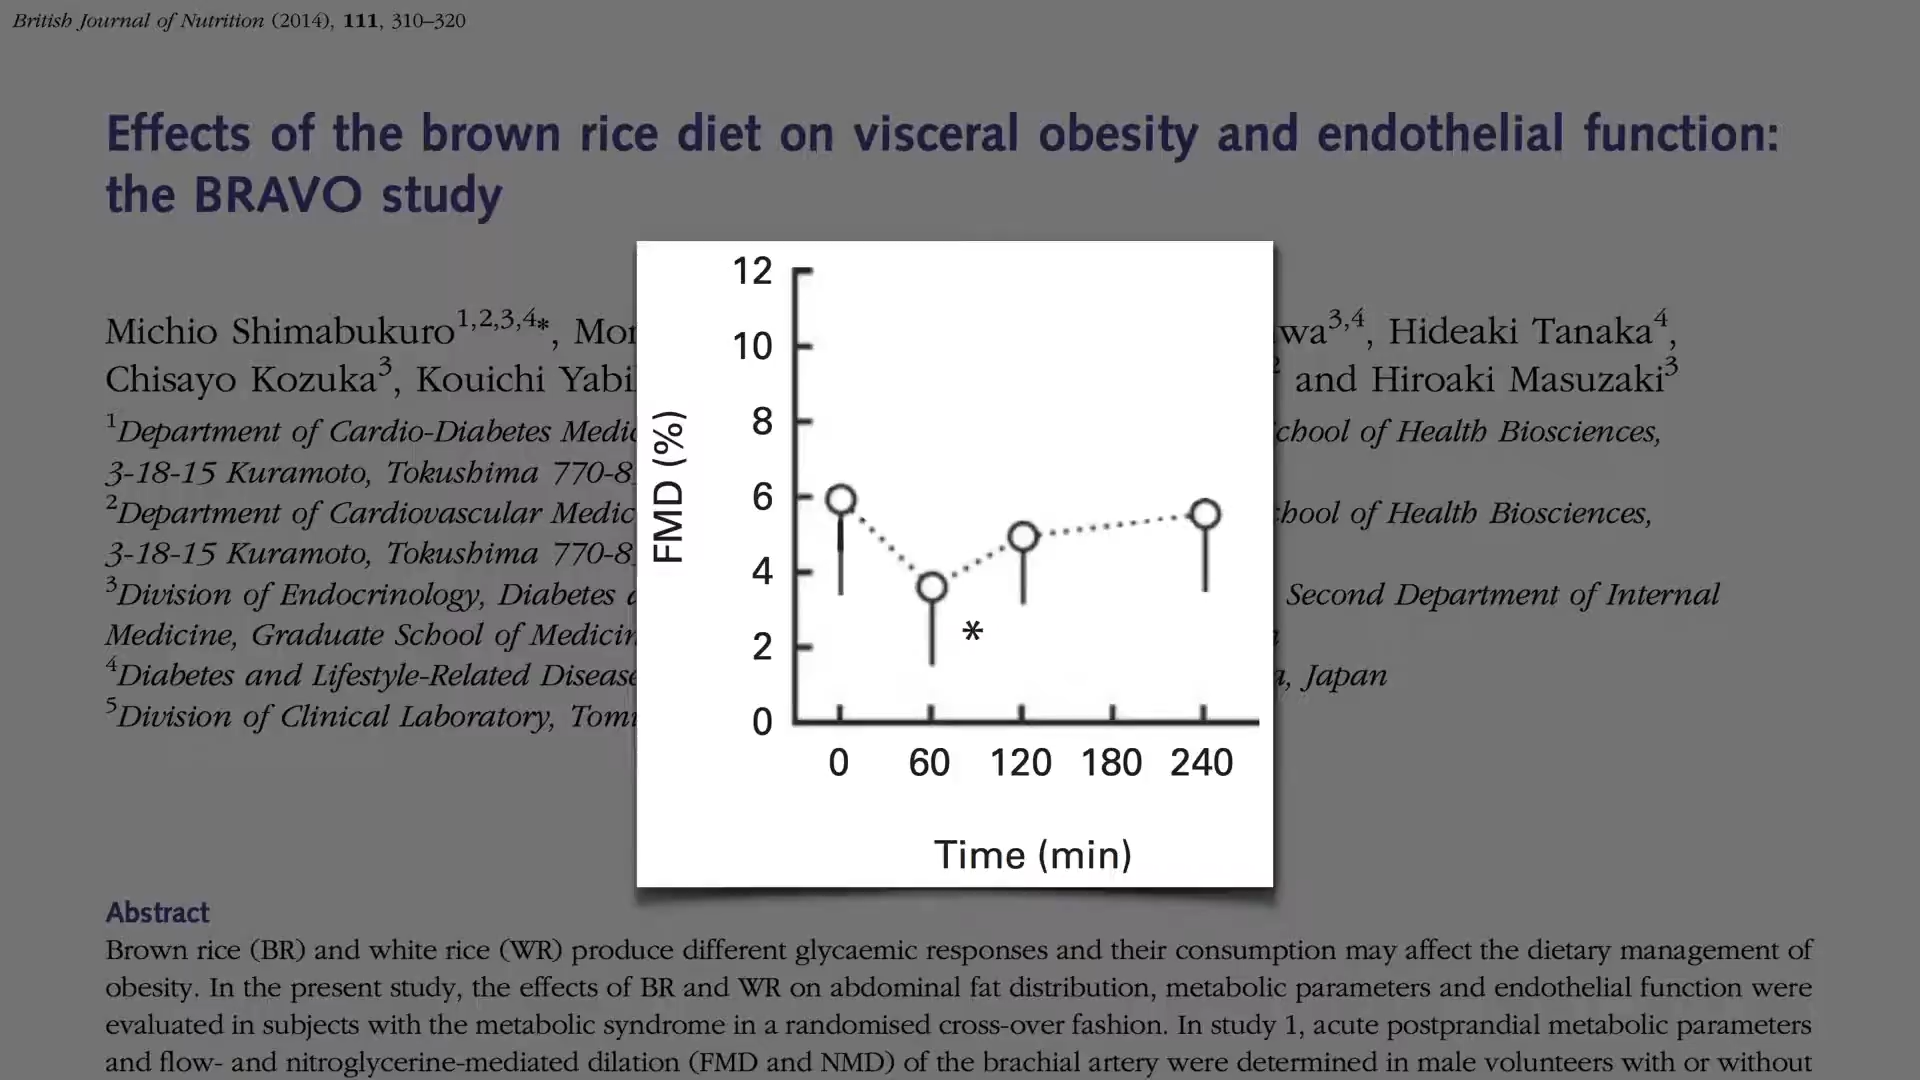 British Journal of Nutrition (2014), 111, 310–320
Effects of the brown rice diet on visceral obesity and endothelial function:
the BRAVO study
Michio Shimabukuro1,2,3,4*, wa3,4, Hideaki Tanaka4,
Chisayo Kozuka3, Kouichi and Hiroaki Masuzaki3
1Department of Cardio-Diabetes School of Health Biosciences,
3-18-15 Kuramoto, Tokushima 770-8
2Department of Cardiovascular School of Health Biosciences,
3-18-15 Kuramoto, Tokushima 770-8
3Division of Endocrinology, Diabetes Second Department of Internal
Medicine, Graduate School of
4Diabetes and Lifestyle-Related Japan
5Division of Clinical Laboratory,
12
10
8
6
4
2
0
FMD (%)
*
0 60 120 180 240
Time (min)
Abstract
Brown rice (BR) and white rice (WR) produce different glycaemic responses and their consumption may affect the dietary management of
obesity. In the present study, the effects of BR and WR on abdominal fat distribution, metabolic parameters and endothelial function were
evaluated in subjects with the metabolic syndrome in a randomised cross-over fashion. In study 1, acute postprandial metabolic parameters
and flow- and nitroglycerine-mediated dilation (FMD and NMD) of the brachial artery were determined in male volunteers with or without